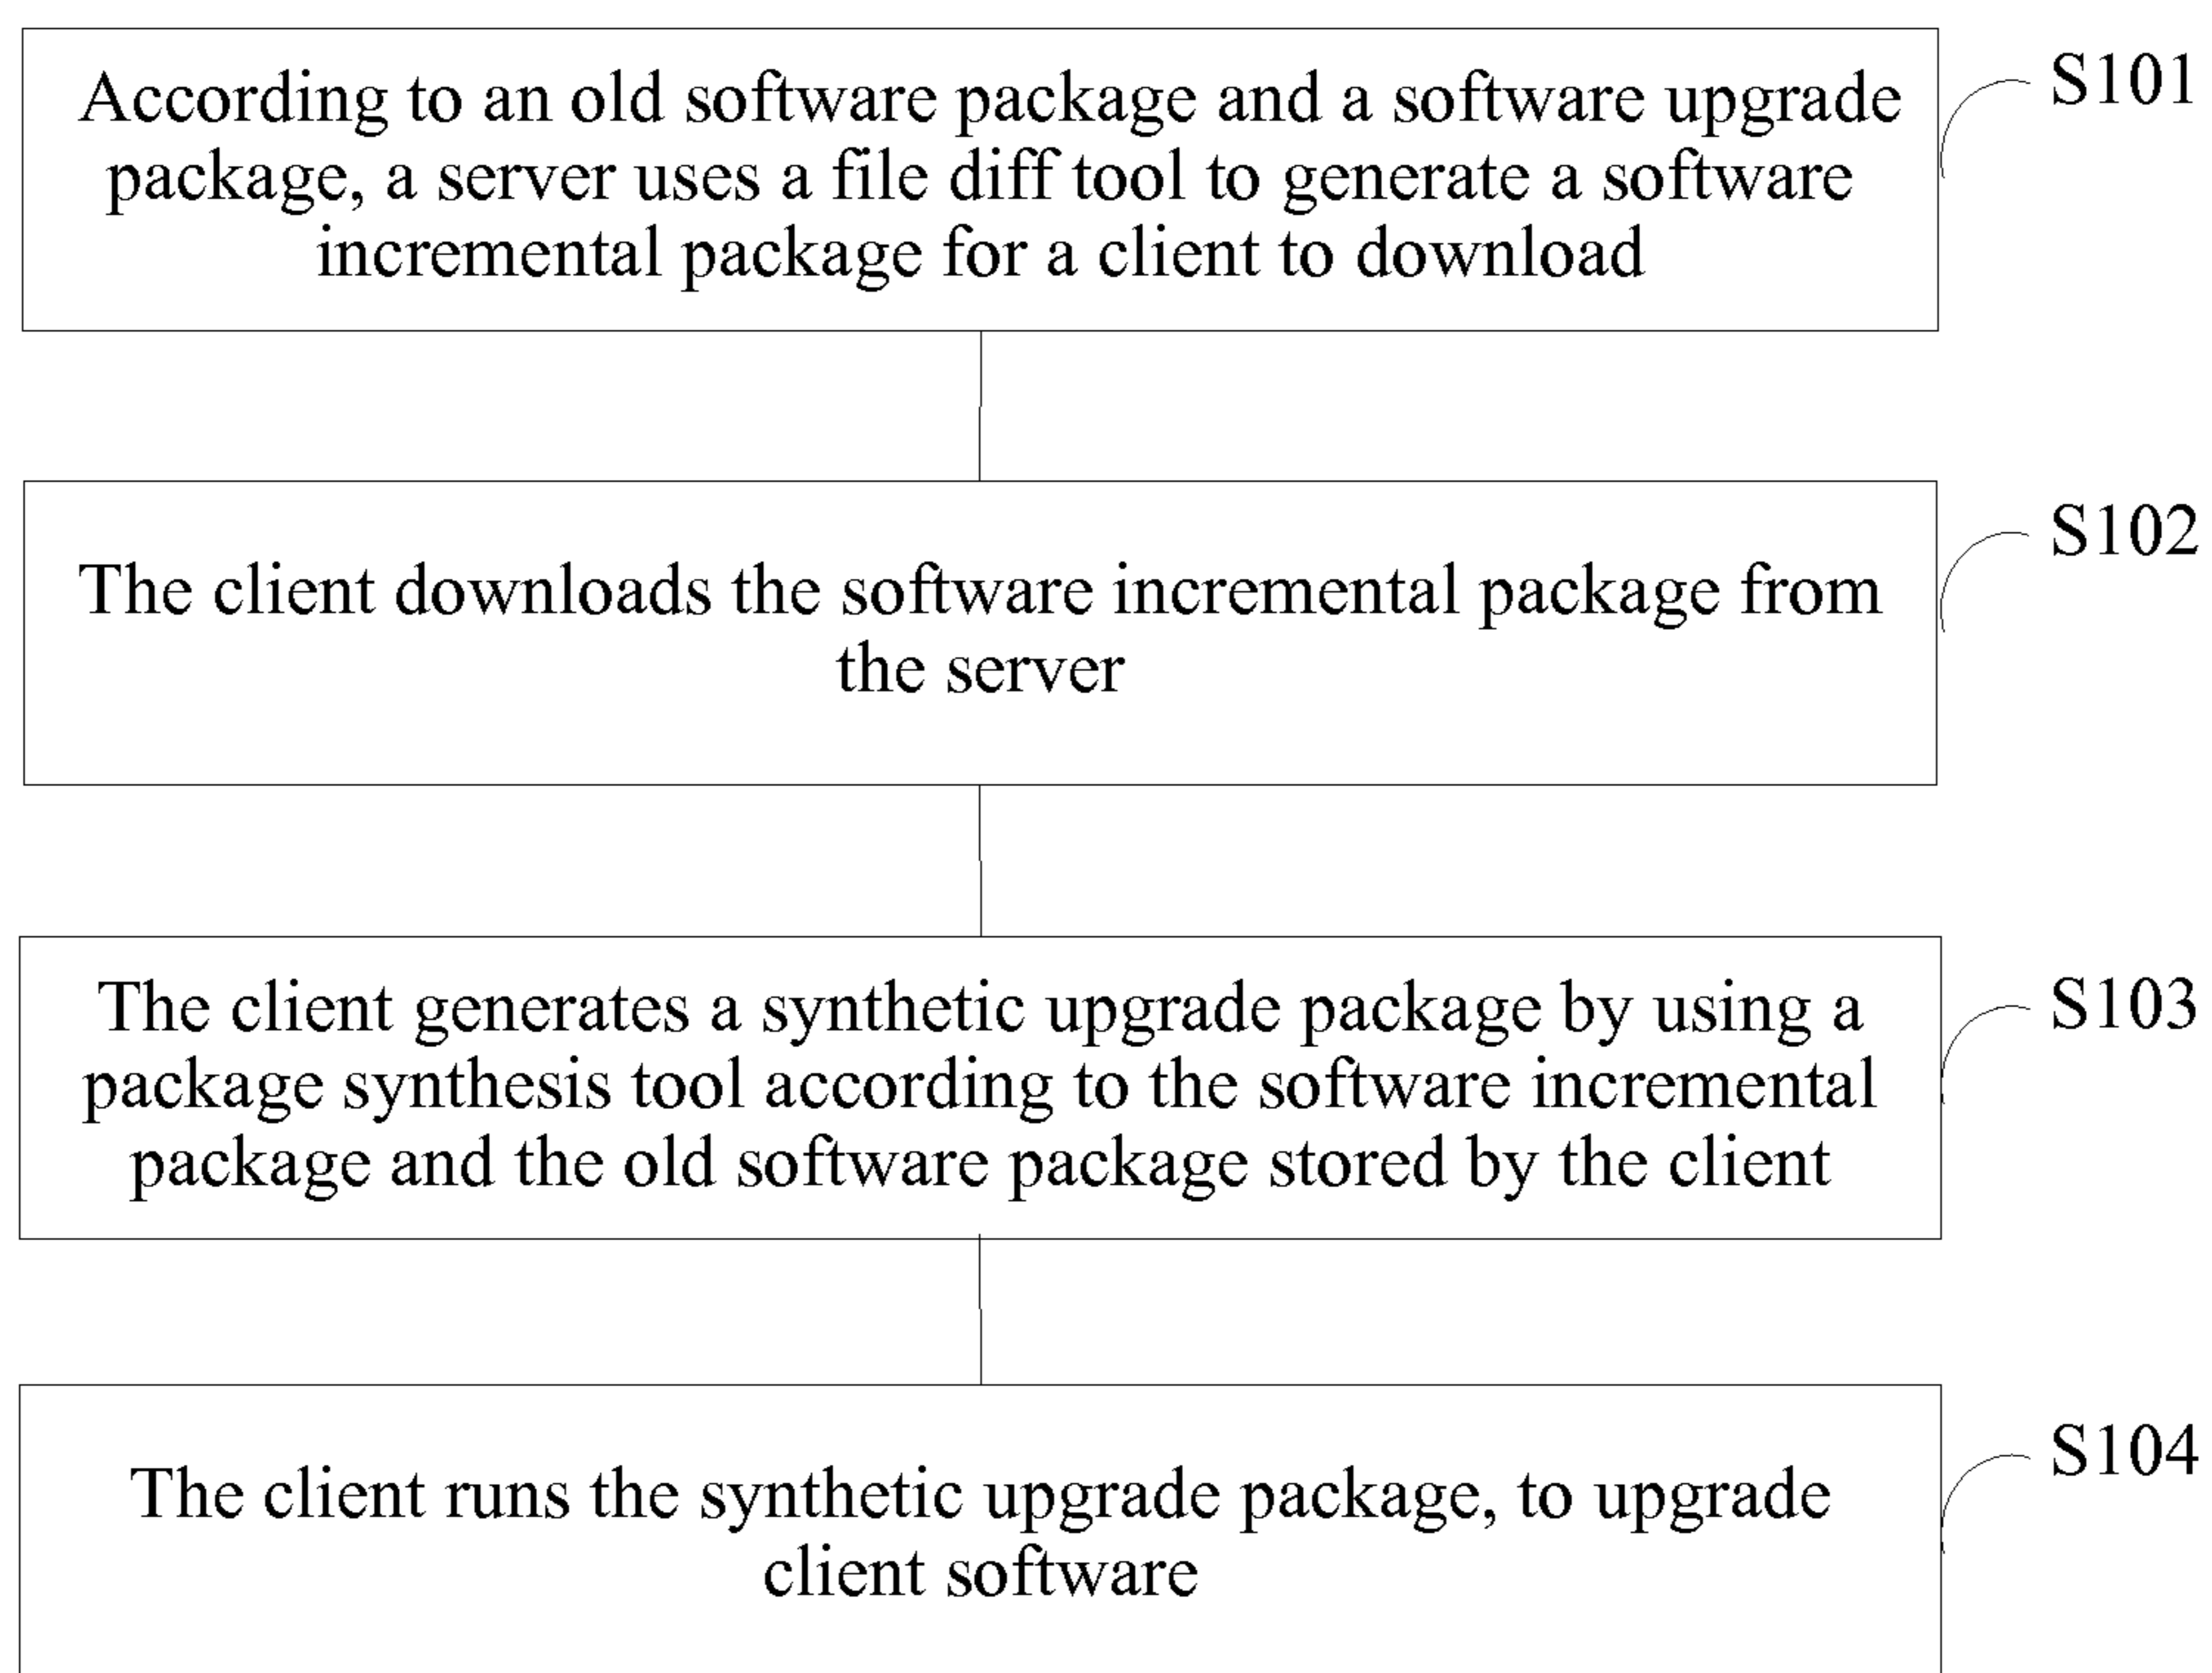 According to an old software package and a software upgrade
package, a server uses a file diff tool to generate a software
incremental package for a client to download
S101
The client downloads the software incremental package from
the server
S102
The client generates a synthetic upgrade package by using a
package synthesis tool according to the software incremental
package and the old software package stored by the client
S103
The client runs the synthetic upgrade package, to upgrade
client software
S104